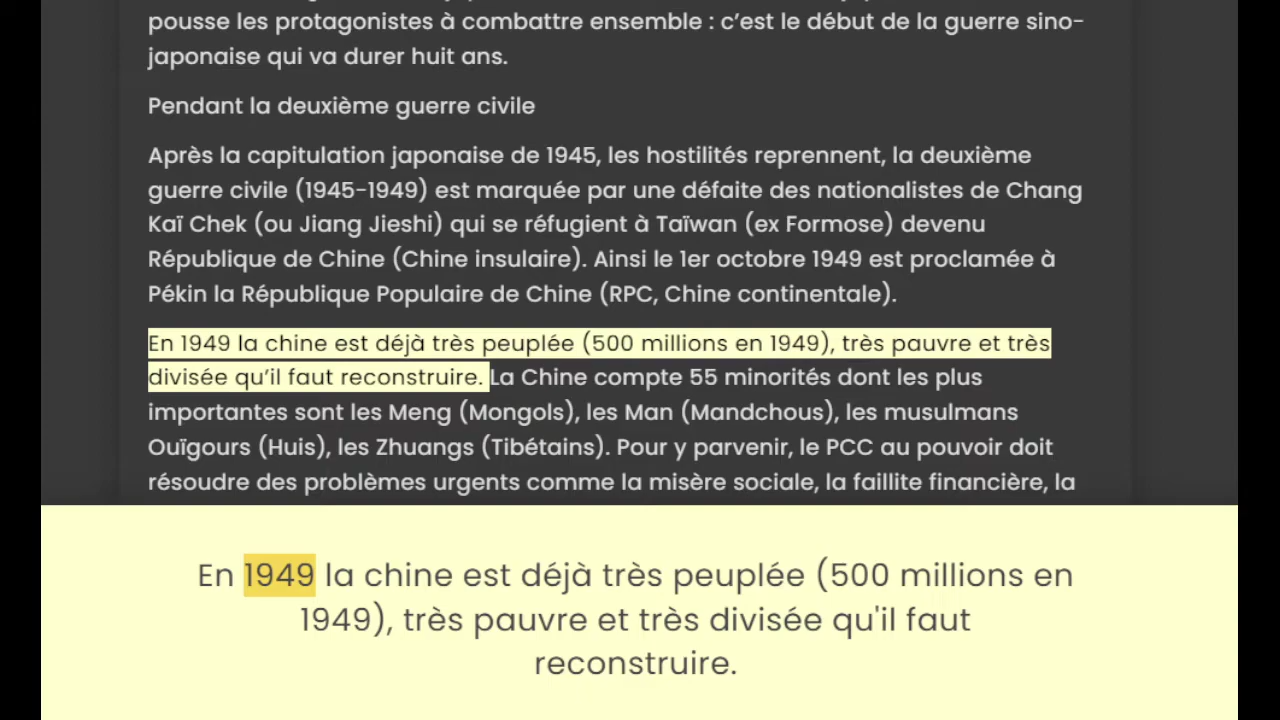 pousse les protagonistes à combattre ensemble : c’est le début de la guerre sino-
japonaise qui va durer huit ans.
Pendant la deuxième guerre civile
Après la capitulation japonaise de 1945, les hostilités reprennent, la deuxième
guerre civile (1945-1949) est marquée par une défaite des nationalistes de Chang
Kaï Chek (ou Jiang Jieshi) qui se réfugient à Taïwan (ex Formose) devenu
République de Chine (Chine insulaire). Ainsi le 1er octobre 1949 est proclamée à
Pékin la République Populaire de Chine (RPC, Chine continentale).
En 1949 la chine est déjà très peuplée (500 millions en 1949), très pauvre et très
divisée qu’il faut reconstruire. La Chine compte 55 minorités dont les plus
importantes sont les Meng (Mongols), les Man (Mandchous), les musulmans
Ouïgours (Huis), les Zhuangs (Tibétains). Pour y parvenir, le PCC au pouvoir doit
résoudre des problèmes urgents comme la misère sociale, la faillite financière, la
En 1949 la chine est déjà très peuplée (500 millions en
1949), très pauvre et très divisée qu'il faut
reconstruire.